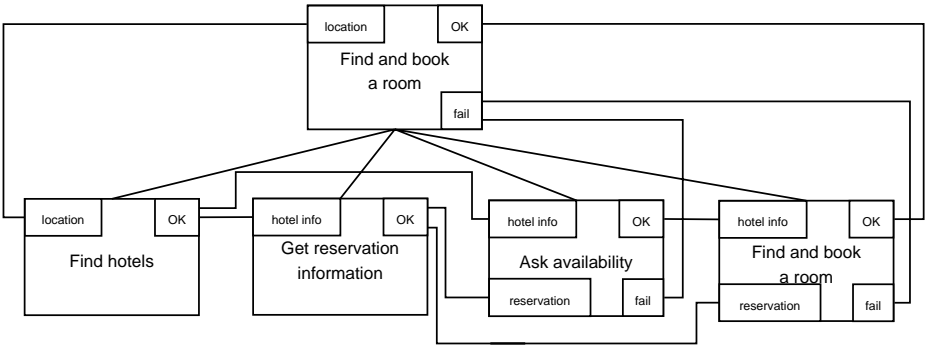 location
OK
Find and book
a room
fail
location
OK
Find hotels
hotel info
OK
Get reservation
information
hotel info
OK
Ask availability
reservation
fail
hotel info
OK
Find and book
a room
reservation
fail